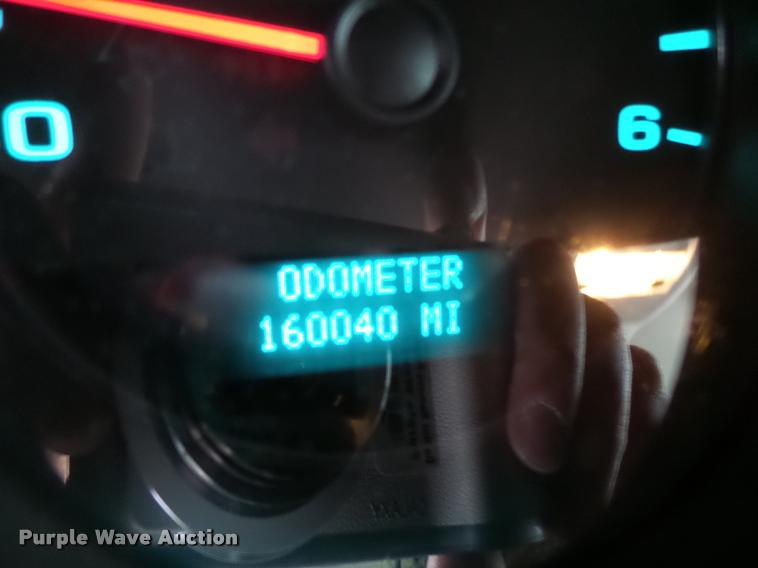 0
6
ODOMETER
160040 MI
Purple Wave Auction